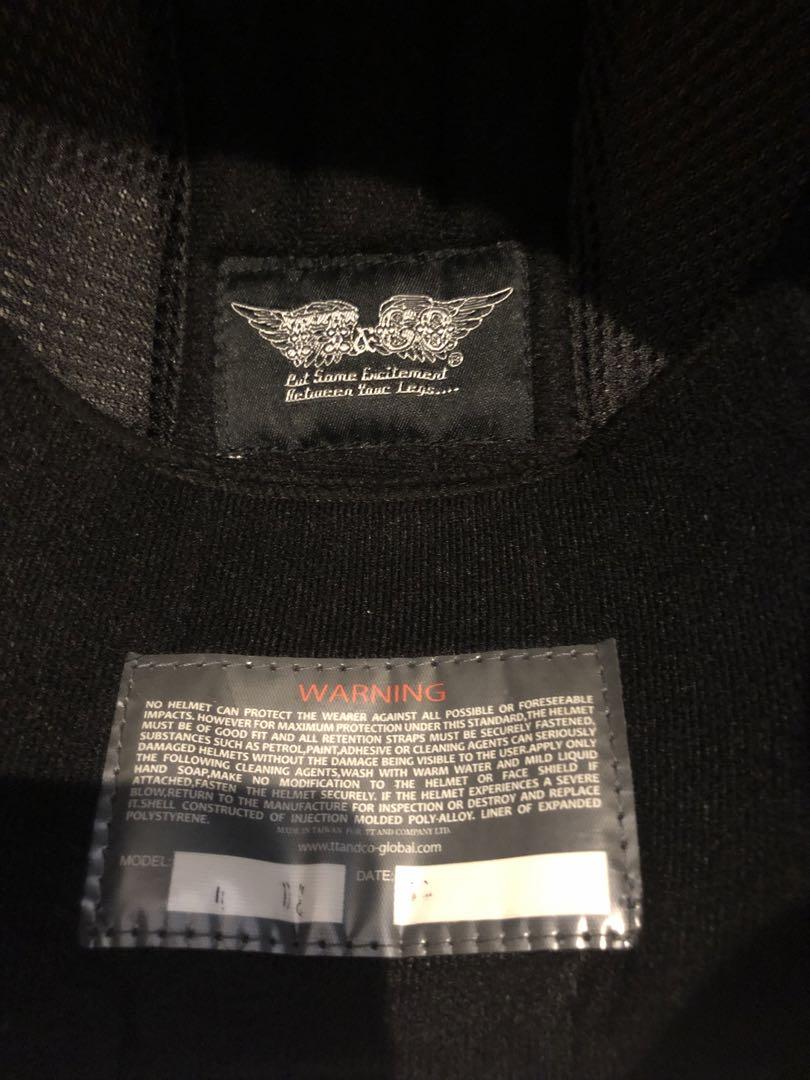 TT&CO
®
Put Some Excitement
Between Your Legs....
WARNING
NO HELMET CAN PROTECT THE WEARER AGAINST ALL POSSIBLE OR FORESEEABLE
IMPACTS. HOWEVER FOR MAXIMUM PROTECTION UNDER THIS STANDARD,THE HELMET
MUST BE OF GOOD FIT AND ALL RETENTION STRAPS MUST BE SECURELY FASTENED,
SUBSTANCES SUCH AS PETROL,PAINT,ADHESIVE OR CLEANING AGENTS CAN SERIOUSLY
DAMAGED HELMETS WITHOUT THE DAMAGE BEING VISIBLE TO THE USER.APPLY ONLY
THE FOLLOWING CLEANING AGENTS,WASH WITH WARM WATER AND MILD LIQUID
HAND SOAP,MAKE NO MODIFICATION TO THE HELMET OR FACE SHIELD IF
ATTACHED,FASTEN THE HELMET SECURELY. IF THE HELMET EXPERIENCES A SEVERE
BLOW,RETURN TO THE MANUFACTURE FOR INSPECTION OR DESTROY AND REPLACE
IT.SHELL CONSTRUCTED OF INJECTION MOLDED POLY-ALLOY. LINER OF EXPANDED
POLYSTYRENE.
MADE IN TAIWAN FOR TT AND COMPANY LTD.
www.ttandco-global.com
MODEL:
DATE: